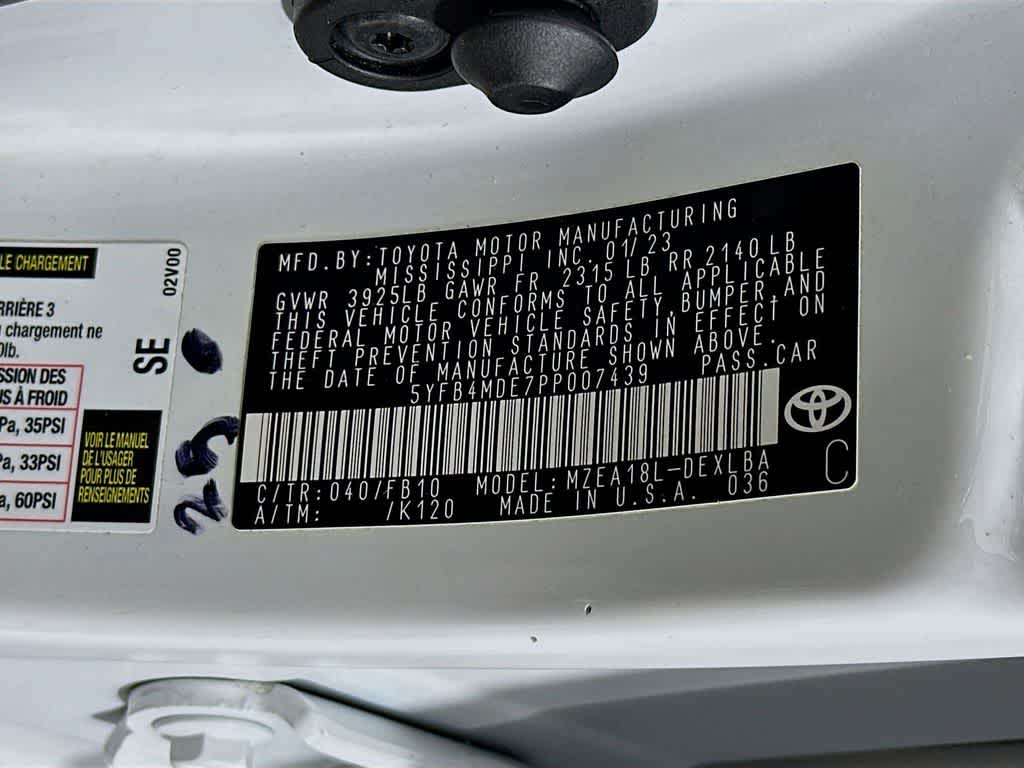 LE CHARGEMENT
02V00
RRIÈRE 3
chargement ne
0lb.
SE
SSION DES
US À FROID
Pa, 35PSI
Pa, 33PSI
a, 60PSI
VOIR LE MANUEL
DE L'USAGER
POUR PLUS DE
RENSEIGNEMENTS
MFD.BY:TOYOTA MOTOR MANUFACTURING
MISSISSIPPI INC.01/23
GVWR 3925LB GAWR FR 2315 LB RR 2140 LB
THIS VEHICLE CONFORMS TO ALL APPLICABLE
FEDERAL MOTOR VEHICLE SAFETY, BUMPER AND
THEFT PREVENTION STANDARDS IN EFFECT ON
THE DATE OF MANUFACTURE SHOWN ABOVE.
5YFB4MDE7PP007439 PASS.CAR
C/TR:040/FB10 MODEL:MZEA18L-DEXLBA
A/TM: /K120 MADE IN U.S.A. 036
C